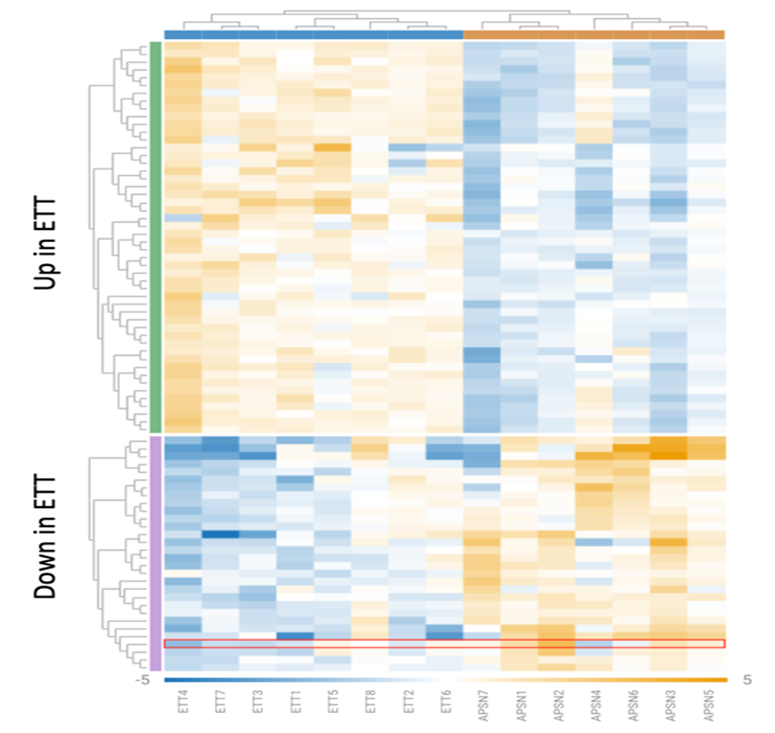 Up in ETT
Down in ETT
-5
5
ETT4
ETT7
ETT3
ETT1
ETT5
ETT8
ETT2
ETT6
APSN7
APSN1
APSN2
APSN4
APSN6
APSN3
APSN5